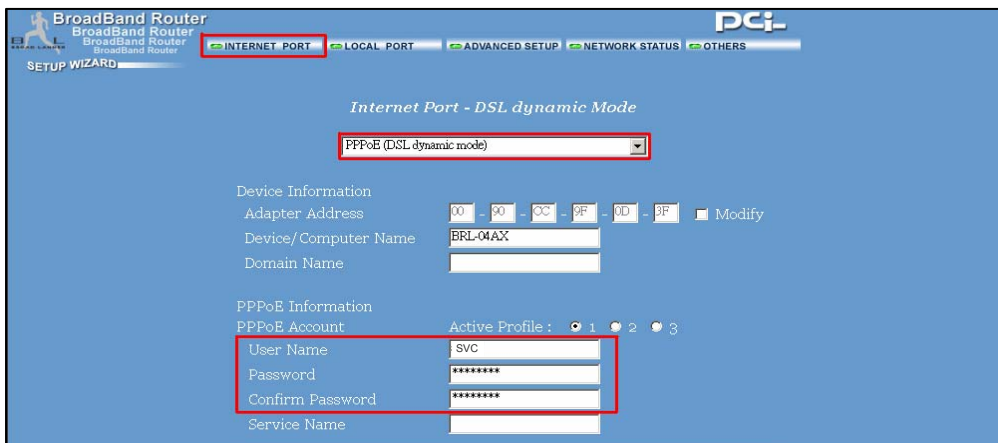 BroadBand Router
BroadBand Router
BroadBand Router
BroadBand Router
PCi
BROAD LANNER
INTERNET PORT LOCAL PORT ADVANCED SETUP NETWORK STATUS OTHERS
SETUP WIZARD
Internet Port - DSL dynamic Mode
PPPoE (DSL dynamic mode)
Device Information
Adapter Address 00 - 90 - CC - 9F - 0D - 3F Modify
Device/Computer Name BRL-04AX
Domain Name
PPPoE Information
PPPoE Account Active Profile : 1 2 3
User Name SVC
Password ********
Confirm Password ********
Service Name